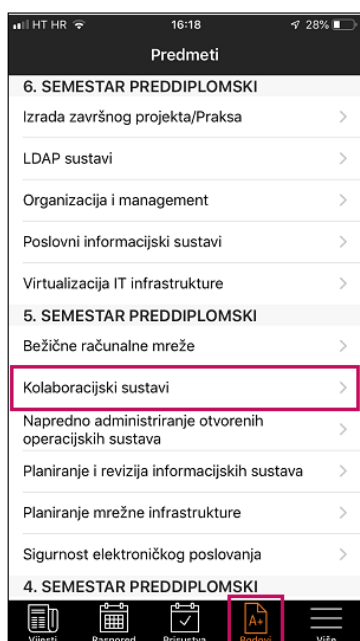 HT HR 16:18 28%
Predmeti
6. SEMESTAR PREDDIPLOMSKI
Izrada završnog projekta/Praksa
LDAP sustavi
Organizacija i management
Poslovni informacijski sustavi
Virtualizacija IT infrastrukture
5. SEMESTAR PREDDIPLOMSKI
Bežične računalne mreže
Kolaboracijski sustavi
Napredno administriranje otvorenih
operacijskih sustava
Planiranje i revizija informacijskih sustava
Planiranje mrežne infrastrukture
Sigurnost elektroničkog poslovanja
4. SEMESTAR PREDDIPLOMSKI
A+
Vijesti Raspored Prisustva Radovi Više